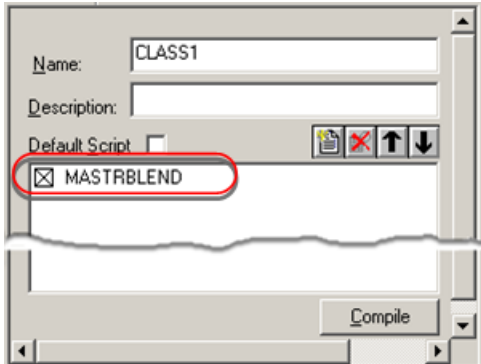 Name: CLASS1
Description:
Default Script
MASTRBLEND
Compile